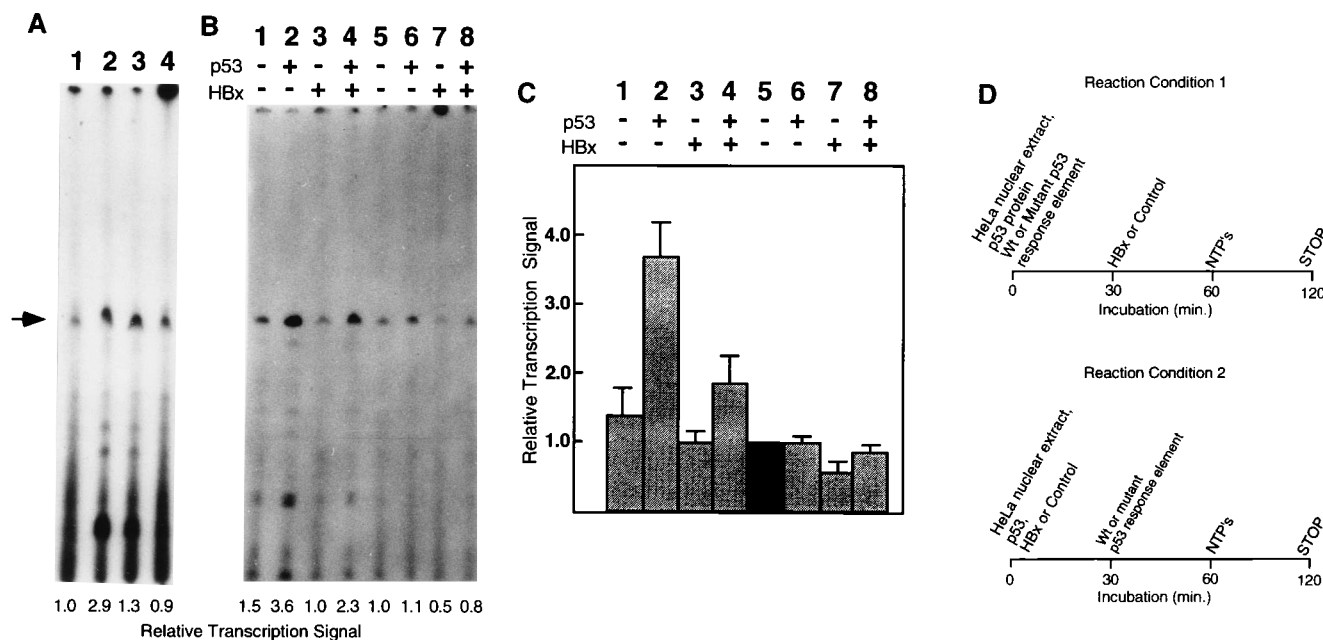 A
1 2 3 4
1.0 2.9 1.3 0.9
B
1 2 3 4 5 6 7 8
p53 - + - + - + - +
HBx - - + + - - + +
1.5 3.6 1.0 2.3 1.0 1.1 0.5 0.8
Relative Transcription Signal
C
1 2 3 4 5 6 7 8
p53 - + - + - + - +
HBx - - + + - - + +
Relative Transcription Signal
4.0
3.0
2.0
1.0
D
Reaction Condition 1
HeLa nuclear extract,
p53 protein
Wt or Mutant p53
response element
HBx or Control
NTP's
STOP
0 30 60 120
Incubation (min.)
Reaction Condition 2
HeLa nuclear extract,
p53,
HBx or Control
Wt or mutant
p53 response element
NTP's
STOP
0 30 60 120
Incubation (min.)